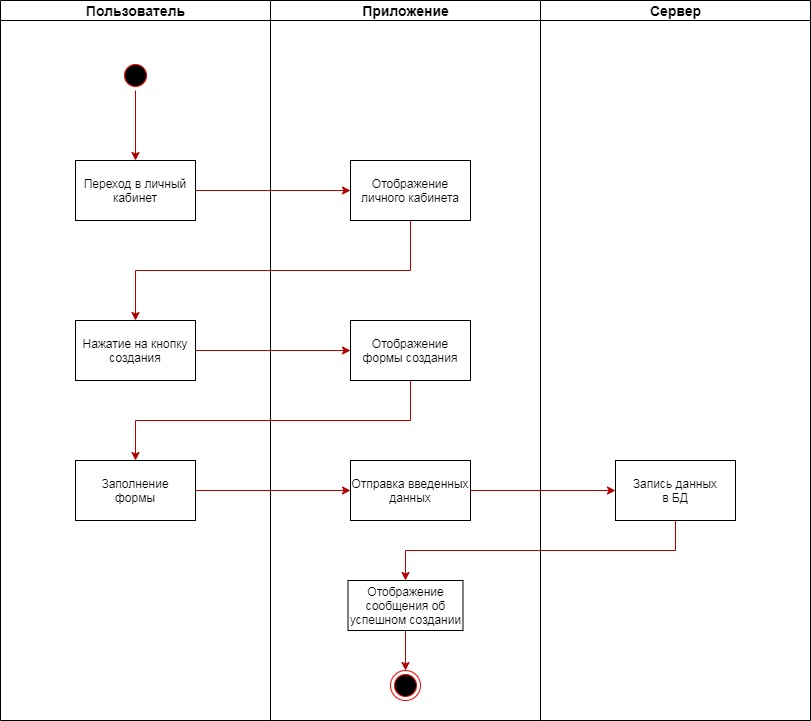 Пользователь
Приложение
Сервер
Переход в личный
кабинет
Отображение
личного кабинета
Нажатие на кнопку
создания
Отображение
формы создания
Заполнение
формы
Отправка введенных
данных
Запись данных
в БД
Отображение
сообщения об
успешном создании